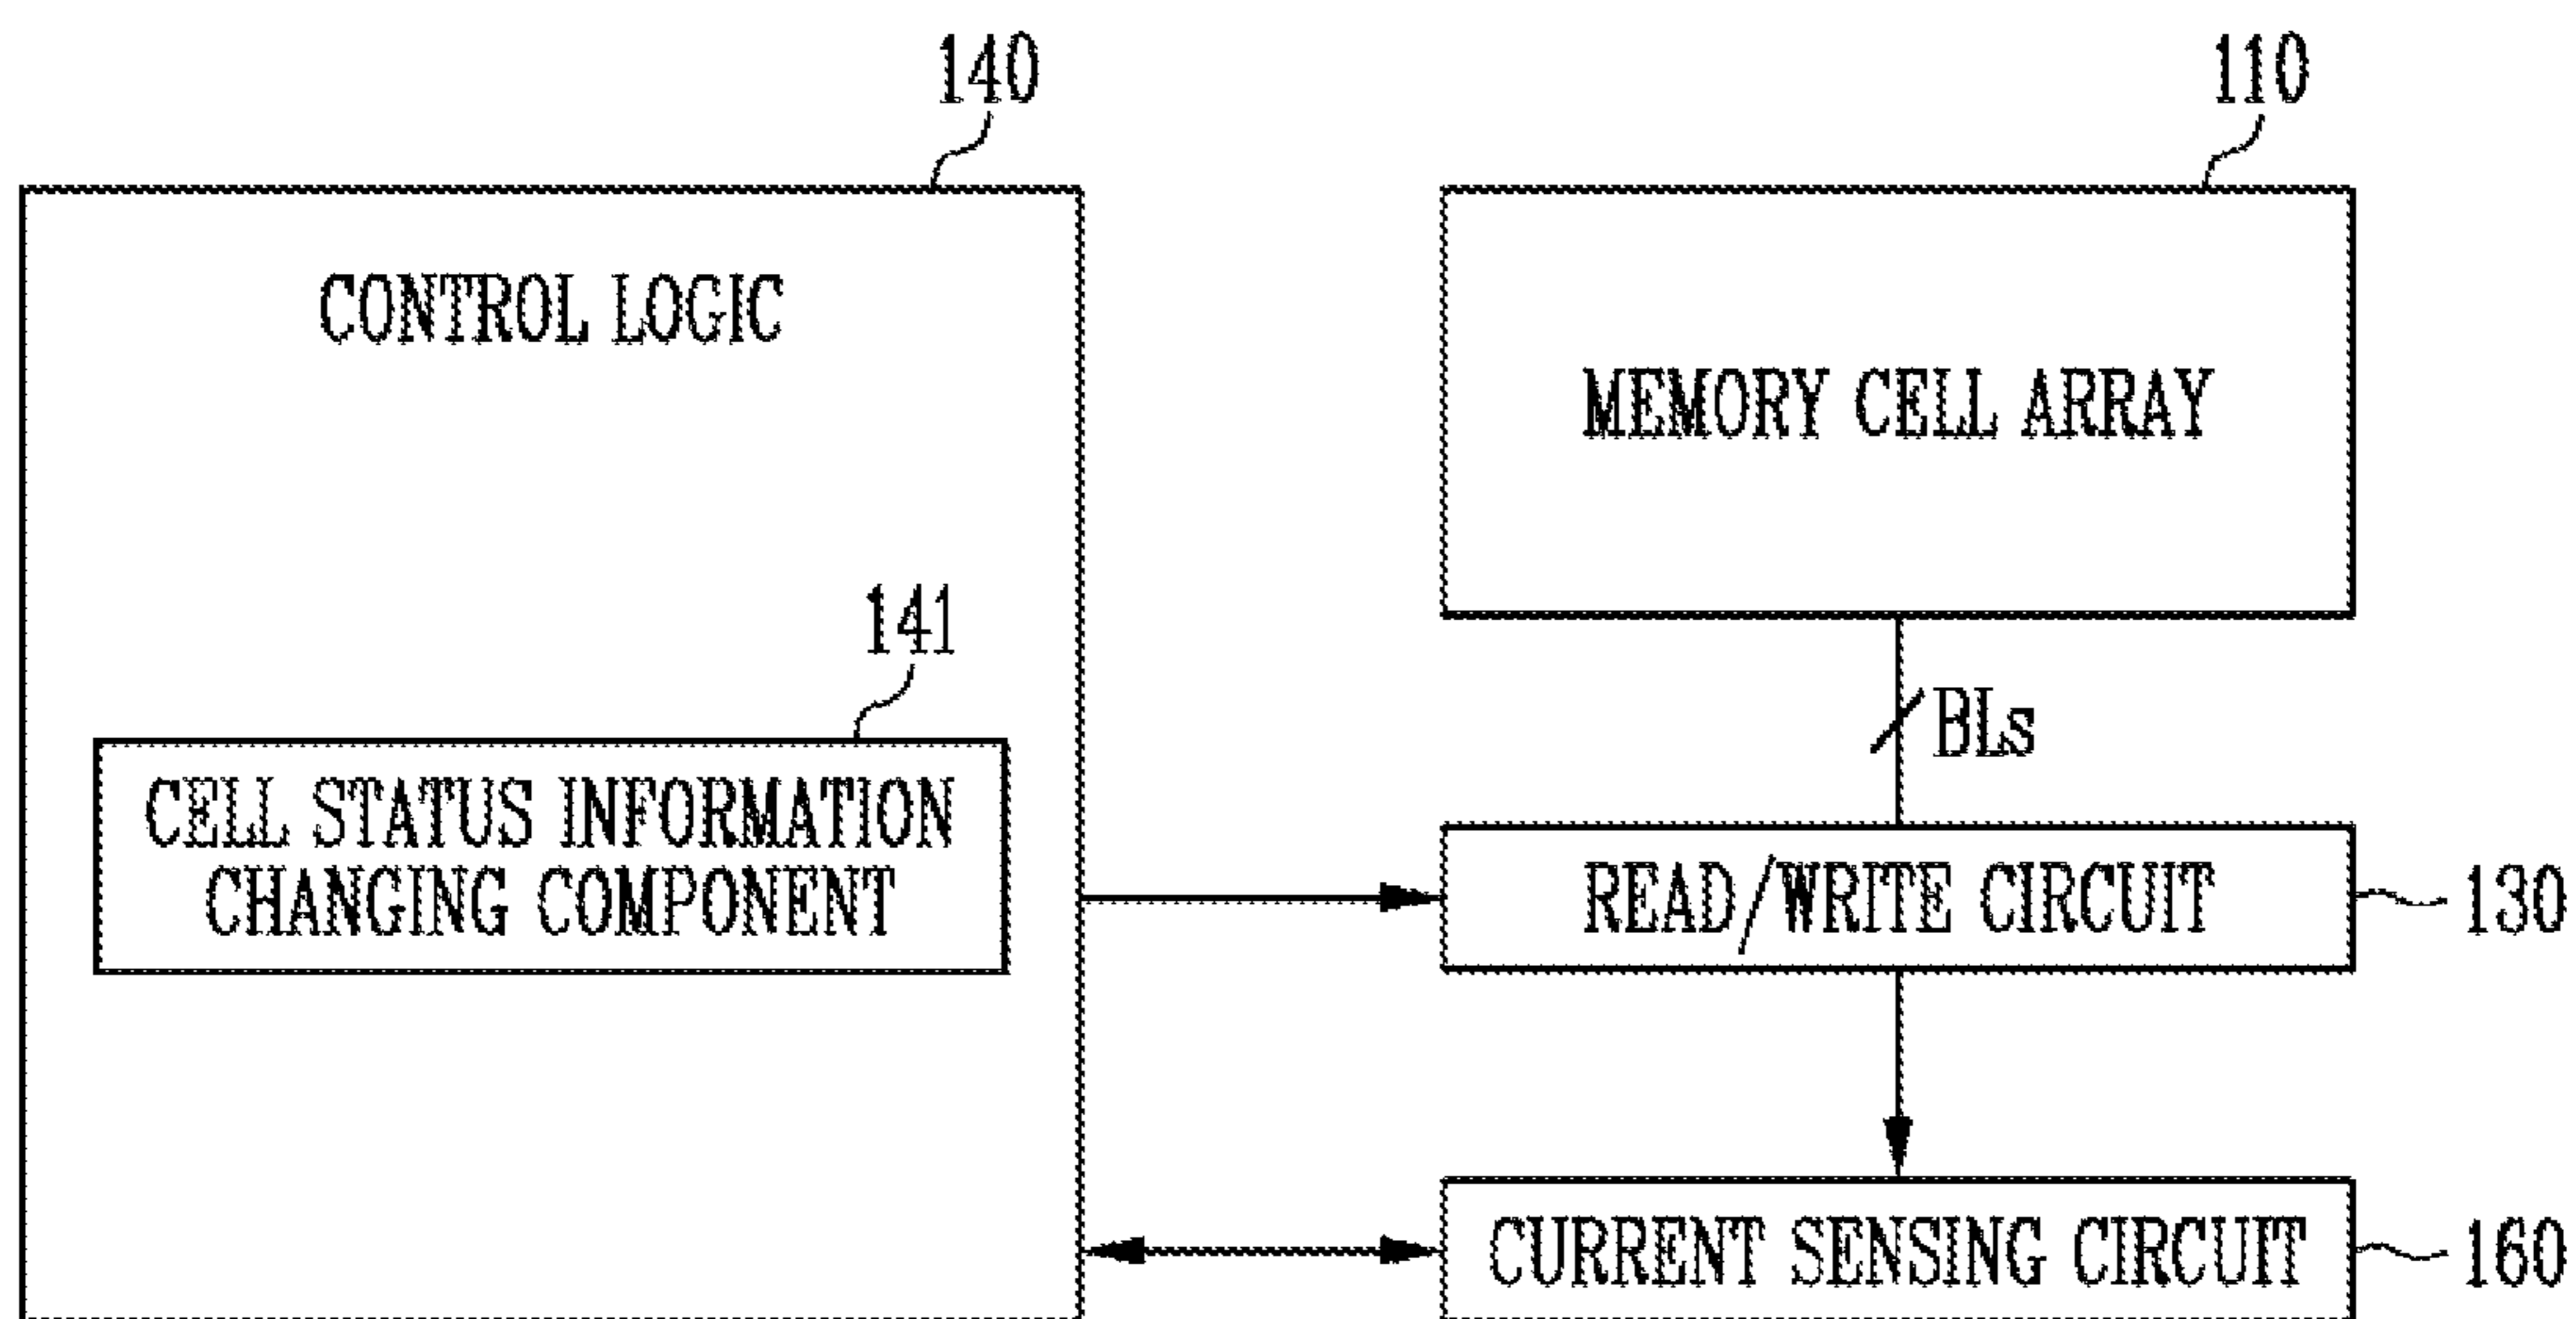 140
110
CONTROL LOGIC
MEMORY CELL ARRAY
141
BLs
CELL STATUS INFORMATION
CHANGING COMPONENT
READ/WRITE CIRCUIT
130
CURRENT SENSING CIRCUIT
160